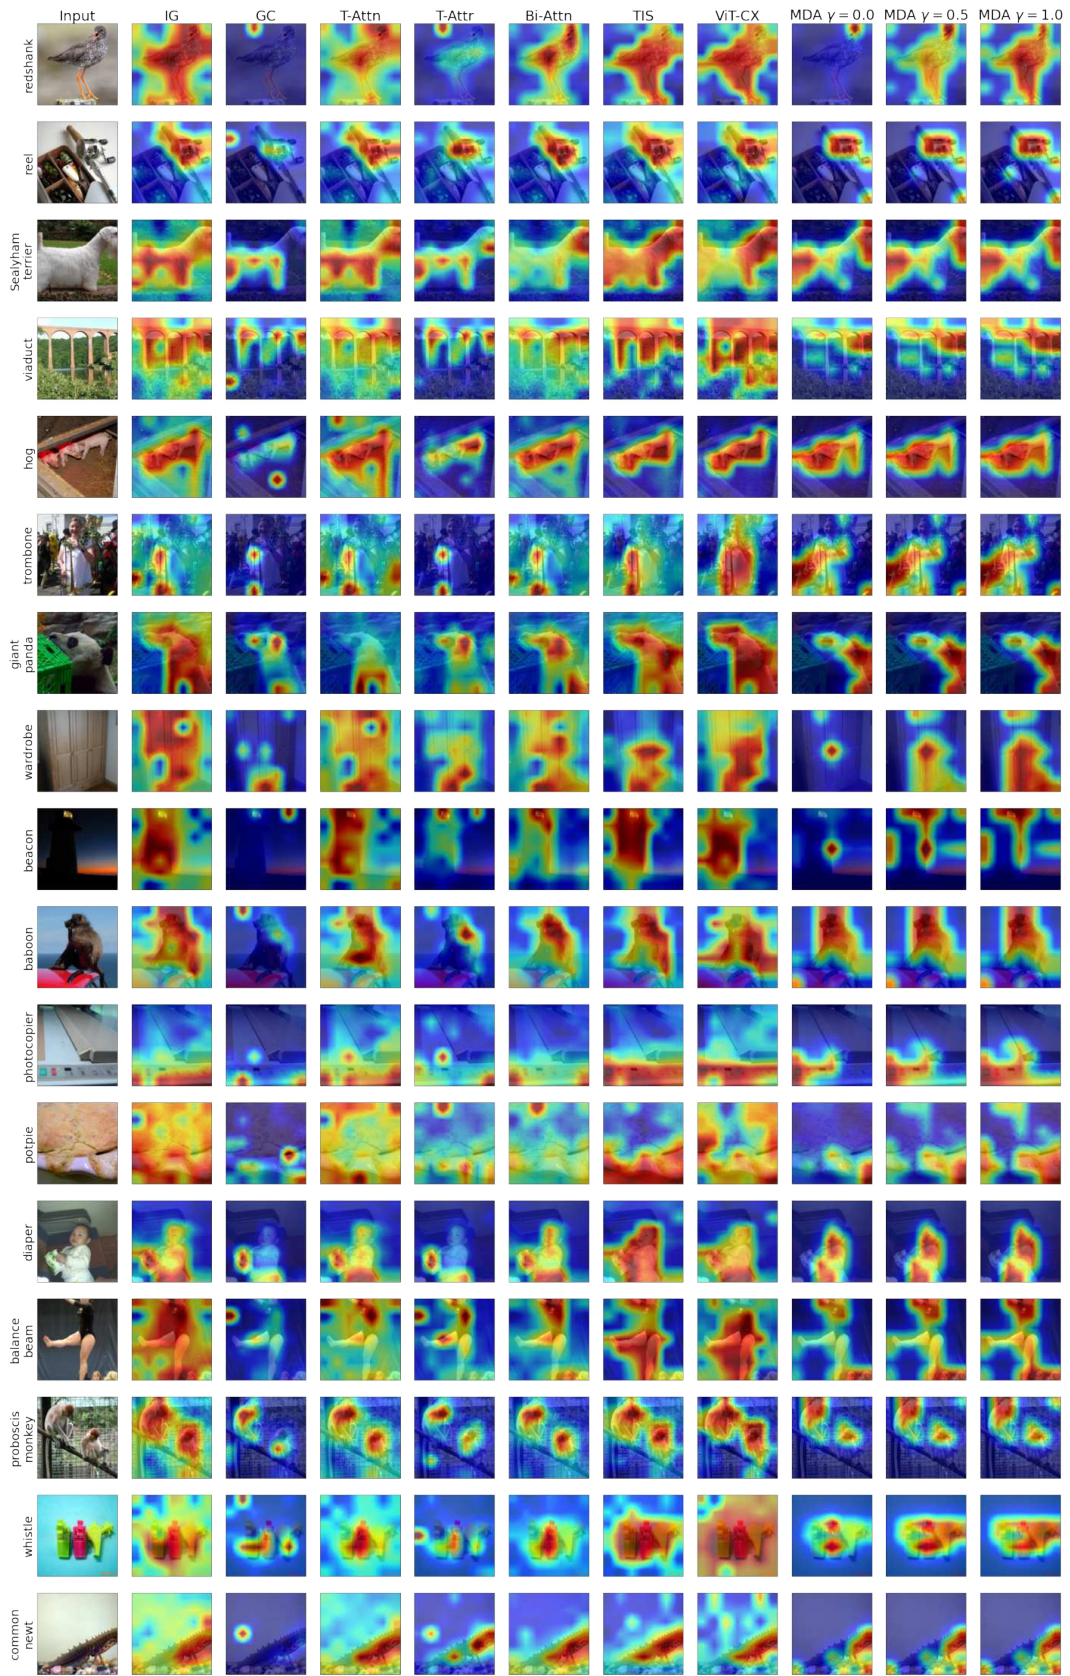 Input IG GC T-Attn T-Attr Bi-Attn TIS ViT-CX MDA γ = 0.0 MDA γ = 0.5 MDA γ = 1.0
redshank
reel
Sealyham
terrier
viaduct
hog
trombone
giant
panda
wardrobe
beacon
baboon
photocopier
potpie
diaper
balance
beam
proboscis
monkey
whistle
common
newt